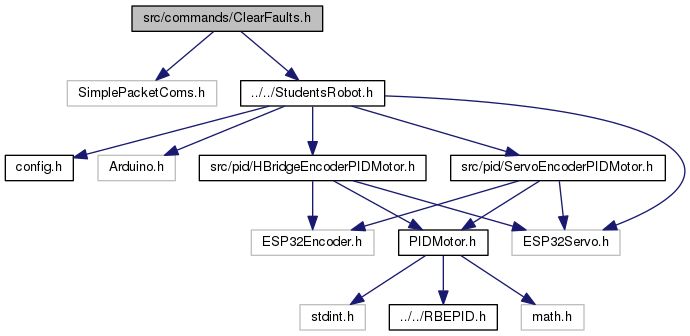 src/commands/ClearFaults.h
SimplePacketComs.h
../../StudentsRobot.h
config.h
Arduino.h
src/pid/HBridgeEncoderPIDMotor.h
src/pid/ServoEncoderPIDMotor.h
ESP32Encoder.h
PIDMotor.h
ESP32Servo.h
stdint.h
../../RBEPID.h
math.h